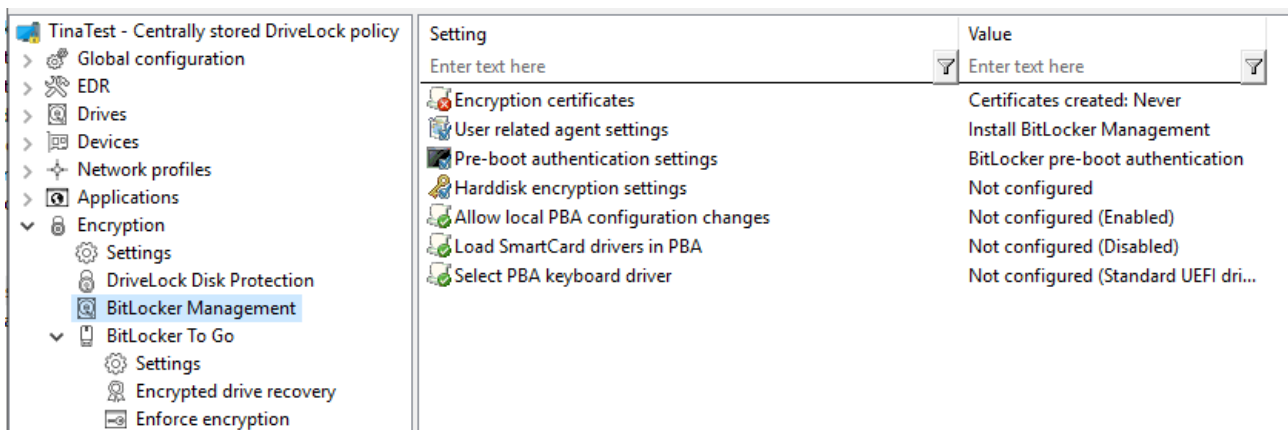 TinaTest - Centrally stored DriveLock policy
Global configuration
EDR
Drives
Devices
Network profiles
Applications
Encryption
Settings
DriveLock Disk Protection
BitLocker Management
BitLocker To Go
Settings
Encrypted drive recovery
Enforce encryption
Setting Value
Enter text here Enter text here
Encryption certificates Certificates created: Never
User related agent settings Install BitLocker Management
Pre-boot authentication settings BitLocker pre-boot authentication
Harddisk encryption settings Not configured
Allow local PBA configuration changes Not configured (Enabled)
Load SmartCard drivers in PBA Not configured (Disabled)
Select PBA keyboard driver Not configured (Standard UEFI dri...